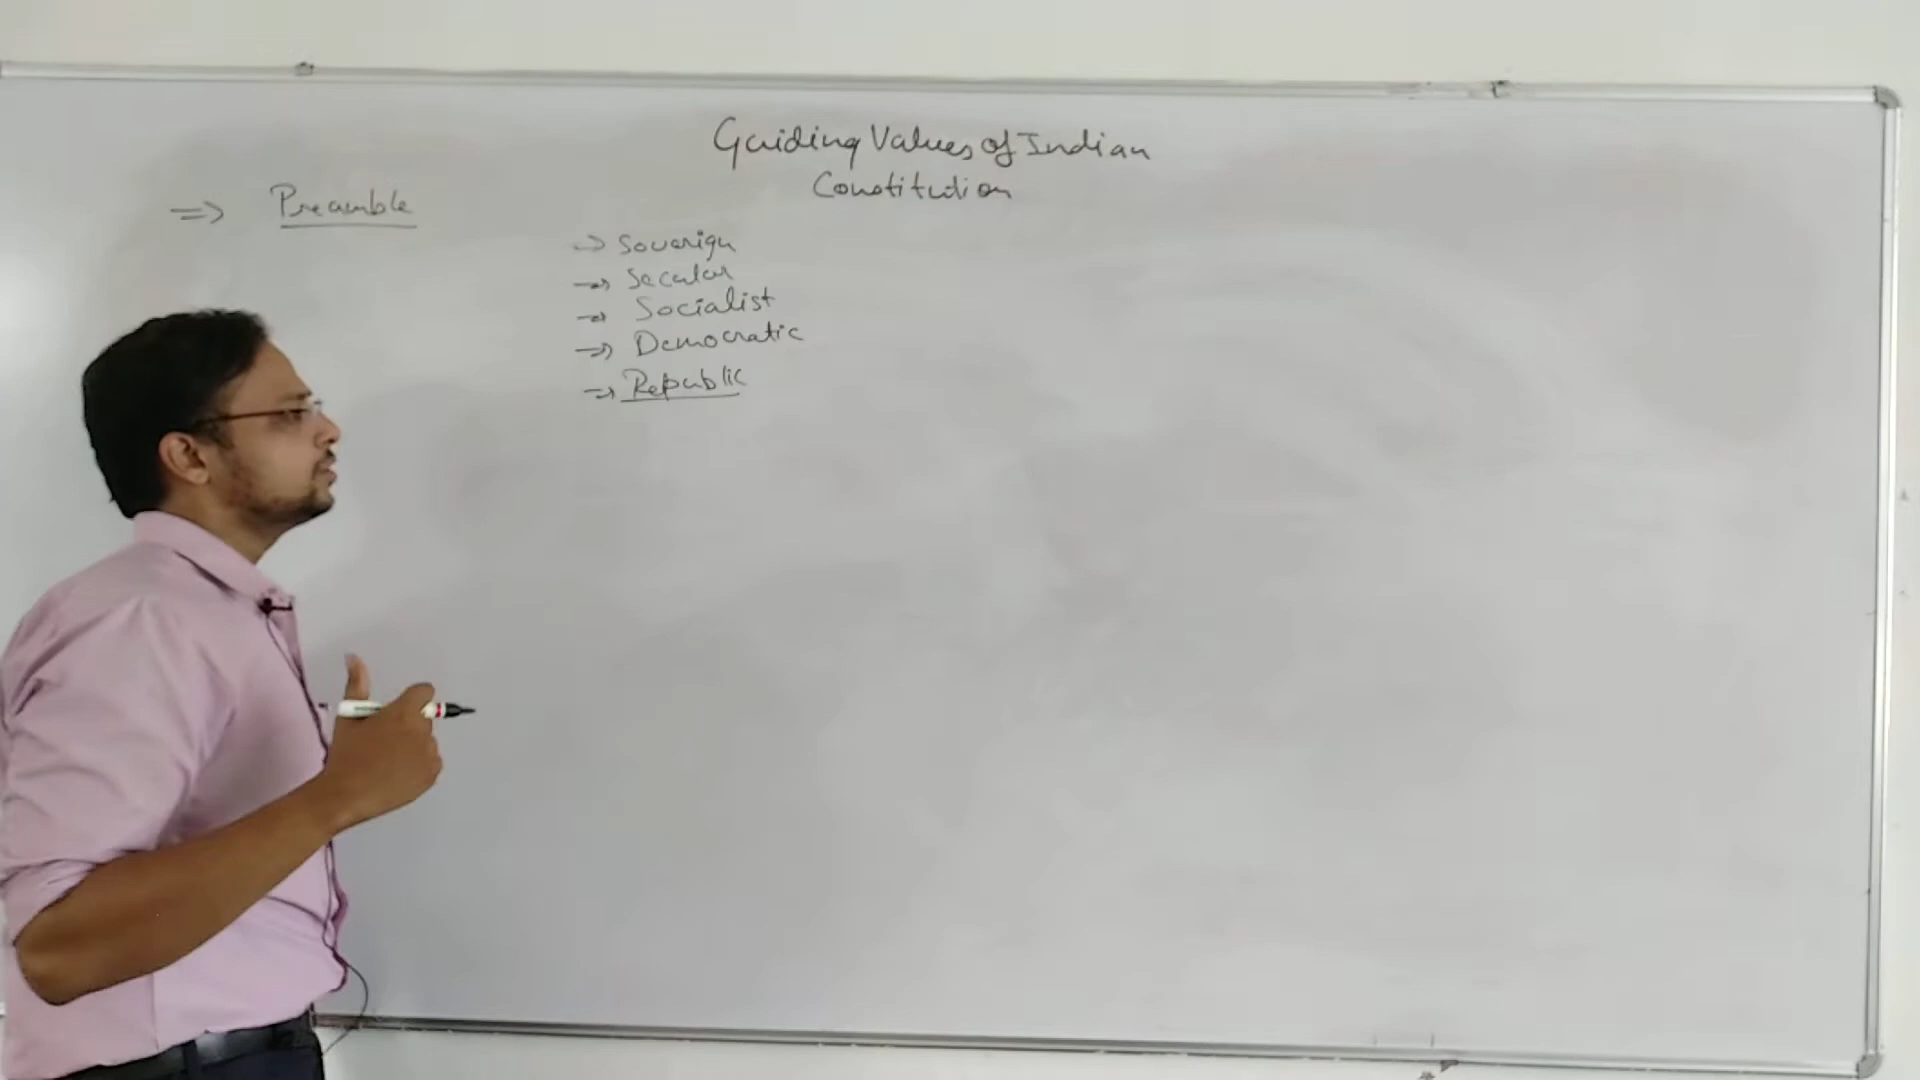 Guiding Values of Indian
Constitution
=> Preamble
→ Soverign
→ Secular
→ Socialist
→ Democratic
→ Republic